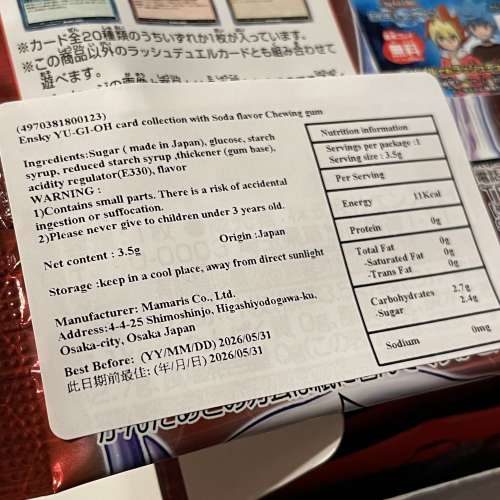 ※カード全20種類のうちいずれか1枚が入っています。
※この商品以外のラッシュデュエルカードとも組み合わせて
遊べます。
無料
(4970381800123)
Ensky YU-GI-OH card collection with Soda flavor Chewing gum
Ingredients:Sugar ( made in Japan), glucose, starch
syrup, reduced starch syrup ,thickener (gum base),
acidity regulator(E330), flavor
WARNING :
1)Contains small parts. There is a risk of accidental
ingestion or suffocation.
2)Please never give to children under 3 years old.
Net content : 3.5g Origin :Japan
Storage :keep in a cool place, away from direct sunlight
Manufacturer: Mamaris Co., Ltd.
Address:4-4-25 Shimoshinjo, Higashiyodogawa-ku,
Osaka-city, Osaka Japan
Best Before: (YY/MM/DD) 2026/05/31
此日期前最佳: (年/月/日) 2026/05/31
Nutrition information
Servings per package :1
Serving size : 3.5g
Per Serving
Energy 11Kcal
Protein 0g
Total Fat 0g
-Saturated Fat 0g
-Trans Fat 0g
Carbohydrates 2.7g
-Sugar 2.4g
Sodium 0mg